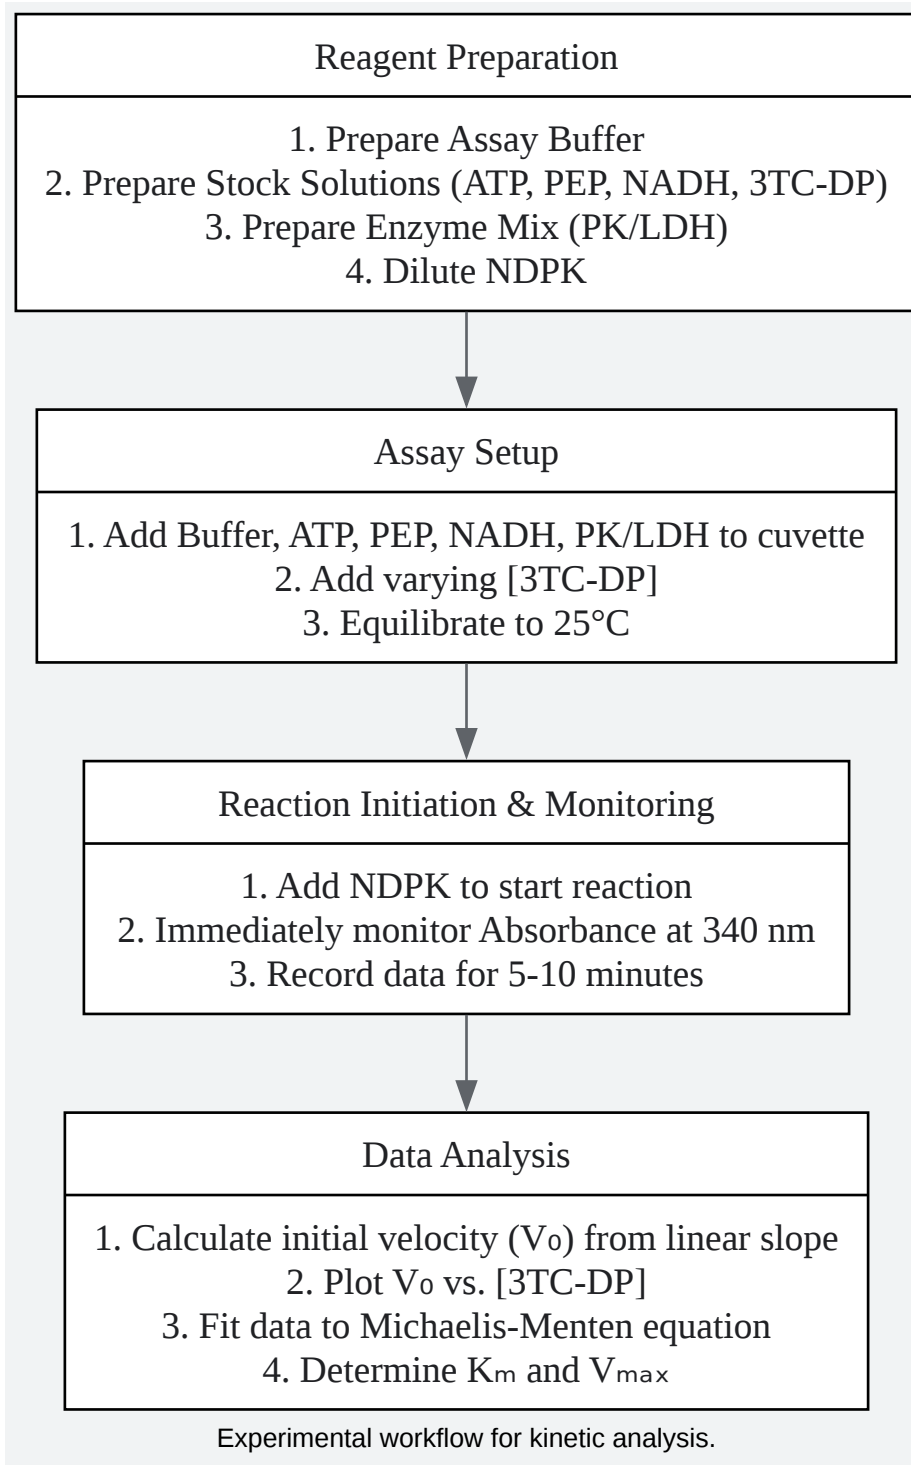 Reagent Preparation
1. Prepare Assay Buffer
2. Prepare Stock Solutions (ATP, PEP, NADH, 3TC-DP)
3. Prepare Enzyme Mix (PK/LDH)
4. Dilute NDPK
Assay Setup
1. Add Buffer, ATP, PEP, NADH, PK/LDH to cuvette
2. Add varying [3TC-DP]
3. Equilibrate to 25°C
Reaction Initiation & Monitoring
1. Add NDPK to start reaction
2. Immediately monitor Absorbance at 340 nm
3. Record data for 5-10 minutes
Data Analysis
1. Calculate initial velocity (V₀) from linear slope
2. Plot V₀ vs. [3TC-DP]
3. Fit data to Michaelis-Menten equation
4. Determine Kₘ and Vₘₐₓ
Experimental workflow for kinetic analysis.